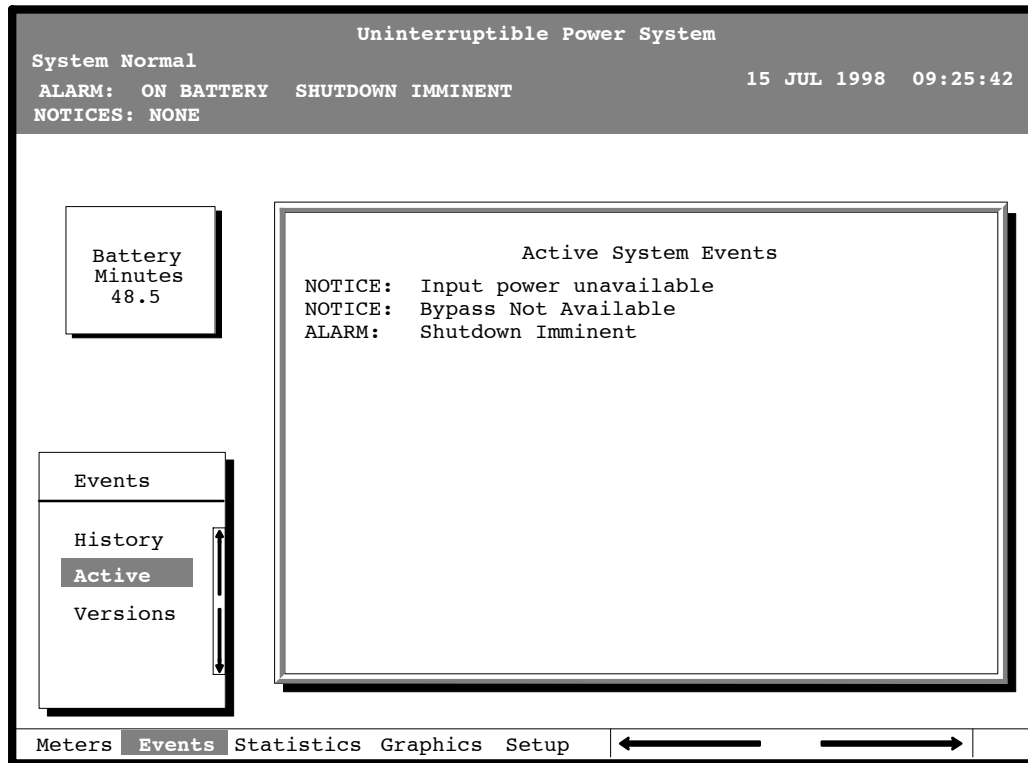 Uninterruptible Power System
System Normal
15 JUL 1998 09:25:42
ALARM: ON BATTERY SHUTDOWN IMMINENT
NOTICES: NONE
Battery
Minutes
48.5
Active System Events
NOTICE: Input power unavailable
NOTICE: Bypass Not Available
ALARM: Shutdown Imminent
Events
History
Active
Versions
Meters Events Statistics Graphics Setup